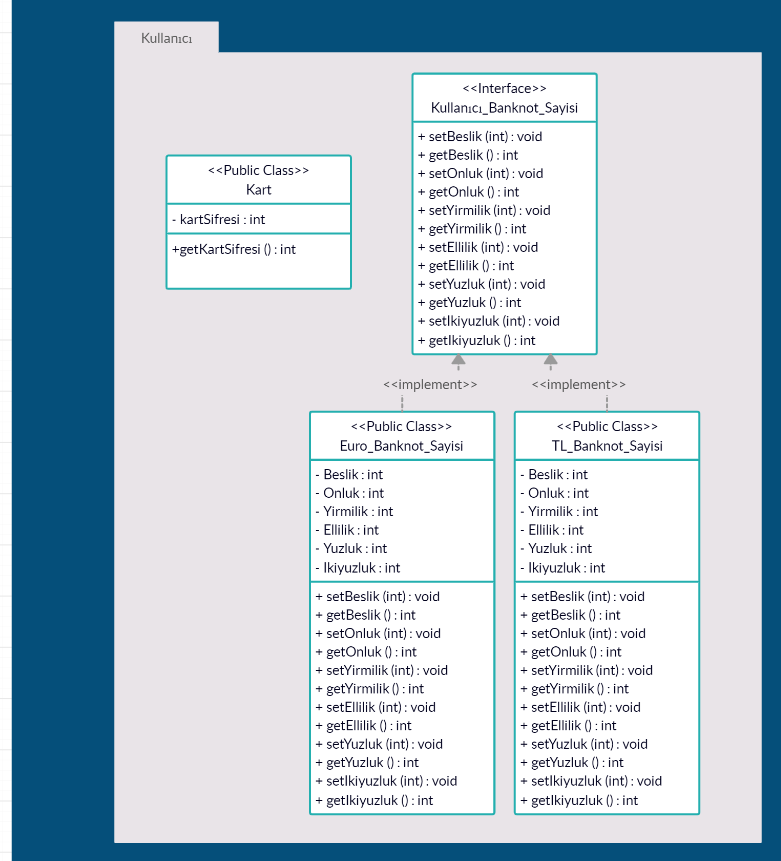 Kullanıcı
<<Interface>>
Kullanıcı_Banknot_Sayisi
+ setBeslik (int) : void
+ getBeslik () : int
+ setOnluk (int) : void
+ getOnluk () : int
+ setYirmilik (int) : void
+ getYirmilik () : int
+ setEllilik (int) : void
+ getEllilik () : int
+ setYuzluk (int) : void
+ getYuzluk () : int
+ setIkiyuzluk (int) : void
+ getIkiyuzluk () : int
<<Public Class>>
Kart
- kartSifresi : int
+getKartSifresi () : int
<<implement>>
<<implement>>
<<Public Class>>
Euro_Banknot_Sayisi
- Beslik : int
- Onluk : int
- Yirmilik : int
- Ellilik : int
- Yuzluk : int
- Ikiyuzluk : int
+ setBeslik (int) : void
+ getBeslik () : int
+ setOnluk (int) : void
+ getOnluk () : int
+ setYirmilik (int) : void
+ getYirmilik () : int
+ setEllilik (int) : void
+ getEllilik () : int
+ setYuzluk (int) : void
+ getYuzluk () : int
+ setIkiyuzluk (int) : void
+ getIkiyuzluk () : int
<<Public Class>>
TL_Banknot_Sayisi
- Beslik : int
- Onluk : int
- Yirmilik : int
- Ellilik : int
- Yuzluk : int
- Ikiyuzluk : int
+ setBeslik (int) : void
+ getBeslik () : int
+ setOnluk (int) : void
+ getOnluk () : int
+ setYirmilik (int) : void
+ getYirmilik () : int
+ setEllilik (int) : void
+ getEllilik () : int
+ setYuzluk (int) : void
+ getYuzluk () : int
+ setIkiyuzluk (int) : void
+ getIkiyuzluk () : int